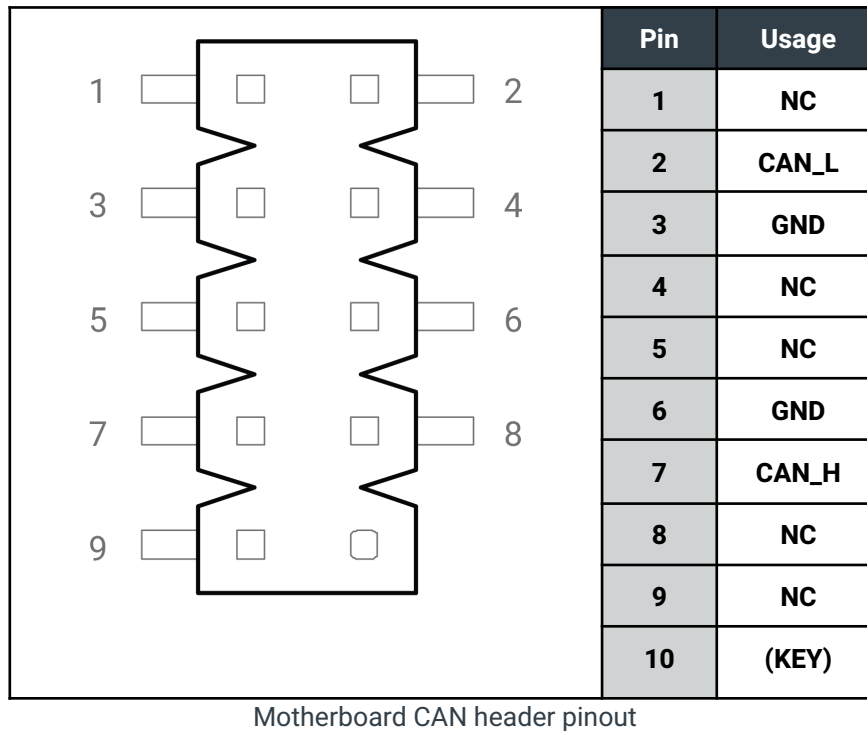 1
2
3
4
5
6
7
8
9
Pin Usage
1 NC
2 CAN_L
3 GND
4 NC
5 NC
6 GND
7 CAN_H
8 NC
9 NC
10 (KEY)
Motherboard CAN header pinout